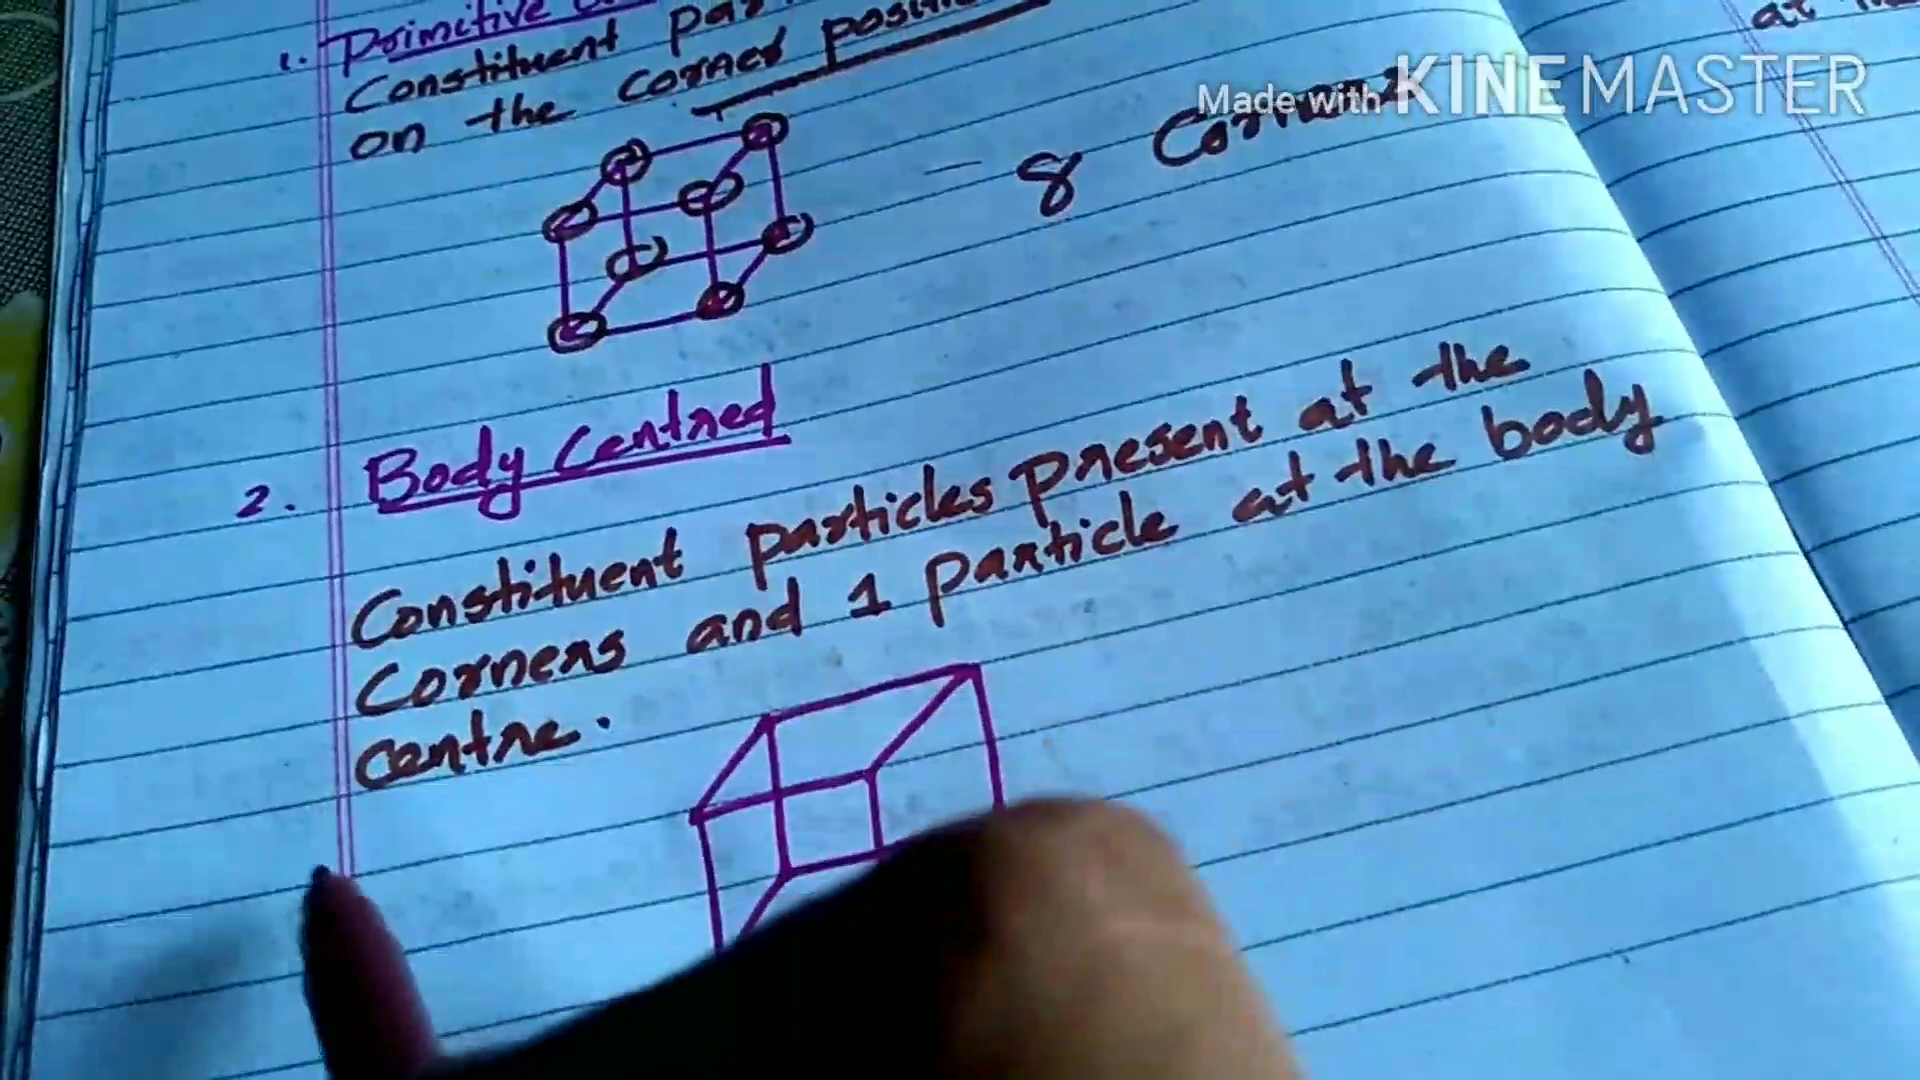 1. Primitive
Constituent
on the corner
8 Corners
Made with KINEMASTER
at
2. Body Centred
Constituent particles present at the
Corners and 1 particle at the body
centre.